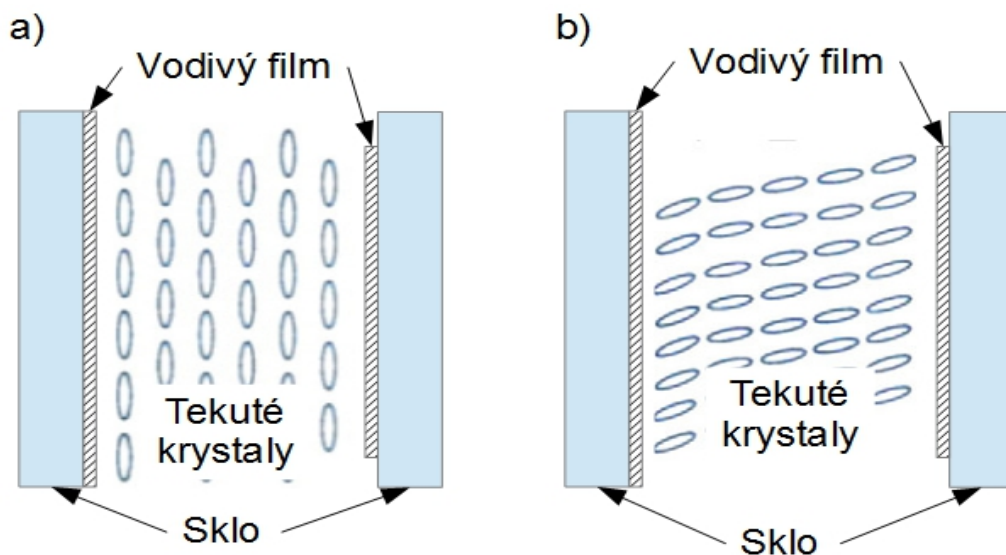 a)
Vodivý film
Tekuté
krystaly
Sklo
b)
Vodivý film
Tekuté
krystaly
Sklo